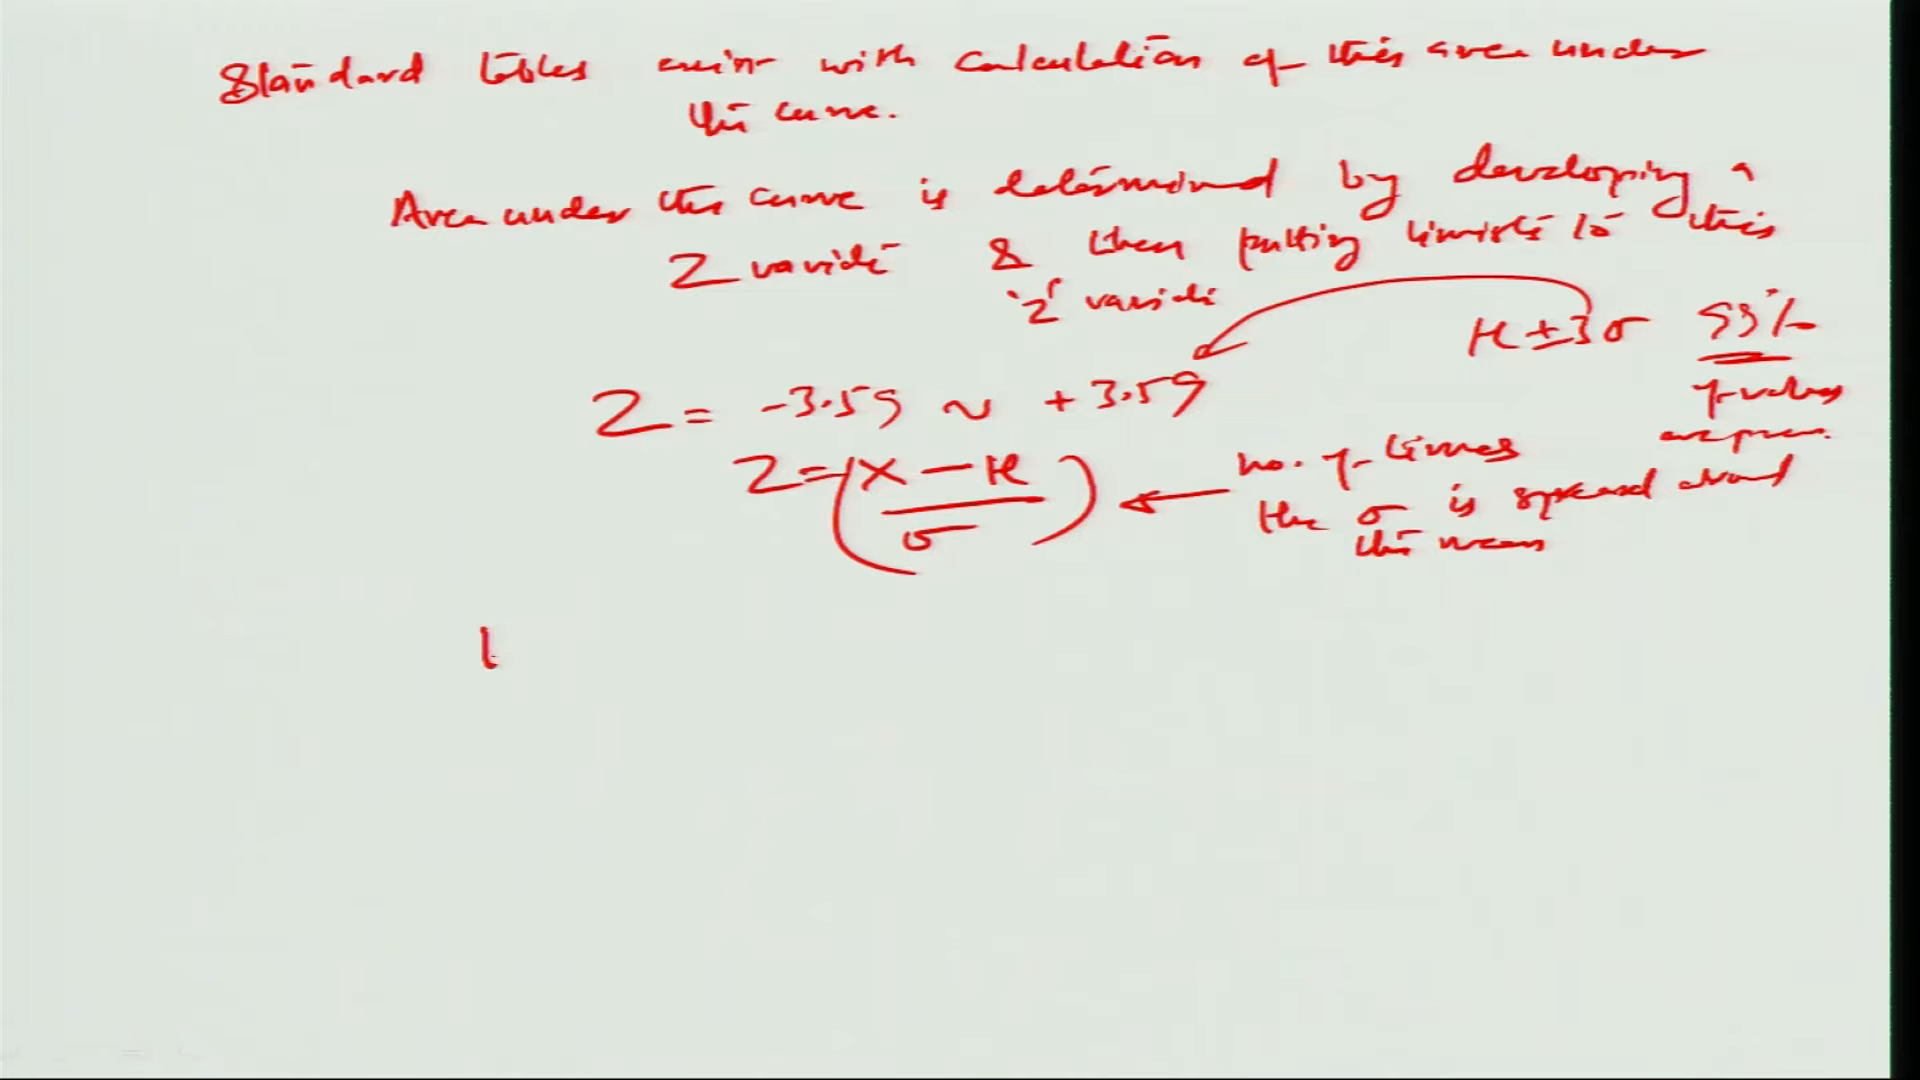 Standard tables exist with calculation of this area under
the curve.
Area under the curve is determined by developing a
Z variate & then putting limits to this
'Z' variate
μ ± 3σ 99%
of values
are pres.
Z = -3.59 ~ +3.59
Z = (X - μ / σ)
no. of times
the σ is spread about
the mean